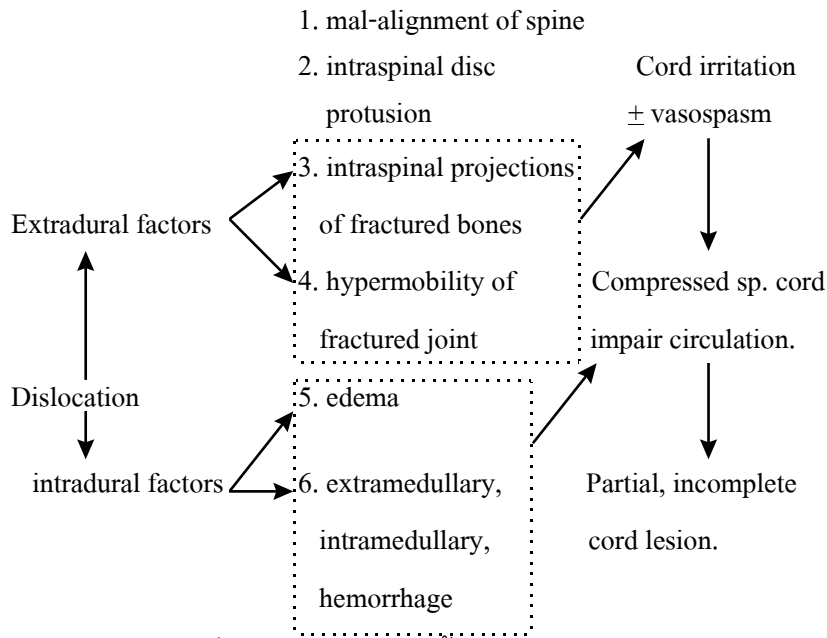 1. mal-alignment of spine
2. intraspinal disc
protusion
3. intraspinal projections
of fractured bones
4. hypermobility of
fractured joint
5. edema
6. extramedullary,
intramedullary,
hemorrhage
Extradural factors
Dislocation
intradural factors
Cord irritation
± vasospasm
Compressed sp. cord
impair circulation.
Partial, incomplete
cord lesion.